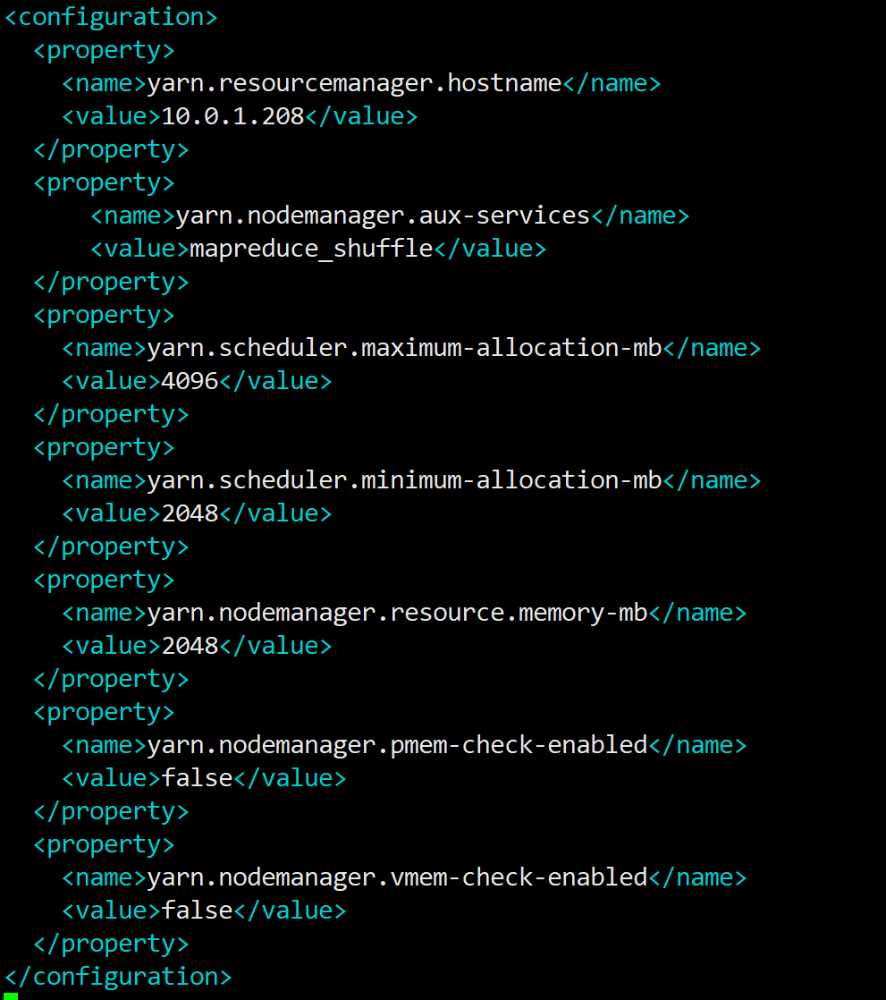 <configuration>
  <property>
    <name>yarn.resourcemanager.hostname</name>
    <value>10.0.1.208</value>
  </property>
  <property>
      <name>yarn.nodemanager.aux-services</name>
      <value>mapreduce_shuffle</value>
  </property>
  <property>
    <name>yarn.scheduler.maximum-allocation-mb</name>
    <value>4096</value>
  </property>
  <property>
    <name>yarn.scheduler.minimum-allocation-mb</name>
    <value>2048</value>
  </property>
  <property>
    <name>yarn.nodemanager.resource.memory-mb</name>
    <value>2048</value>
  </property>
  <property>
    <name>yarn.nodemanager.pmem-check-enabled</name>
    <value>false</value>
  </property>
  <property>
    <name>yarn.nodemanager.vmem-check-enabled</name>
    <value>false</value>
  </property>
</configuration>